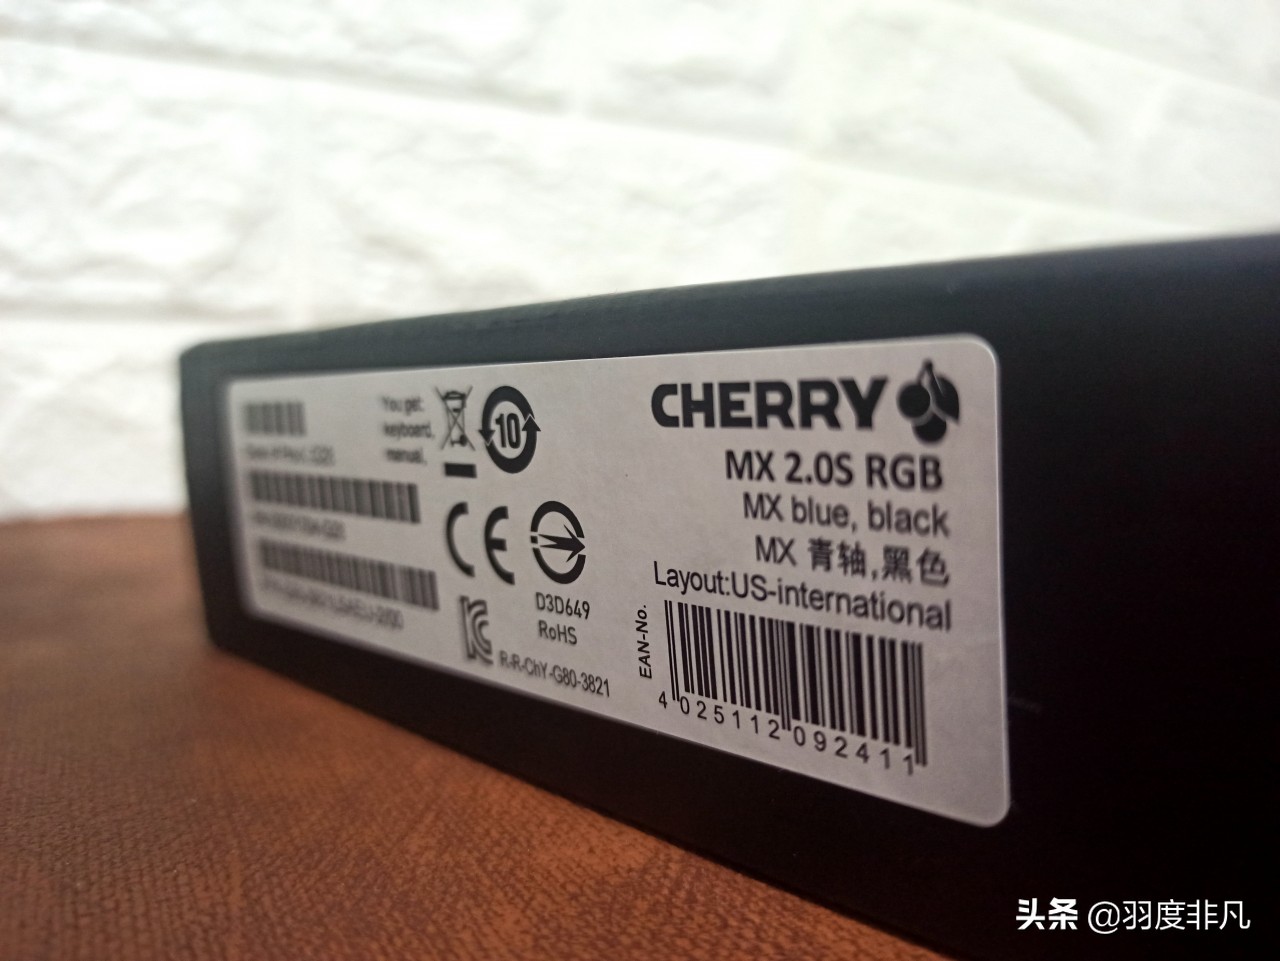 You get:
keyboard,
manual.
10
CE
D3D649
RoHS
R-R-ChY-G80-3821
CHERRY
MX 2.0S RGB
MX blue, black
MX 青轴,黑色
Layout:US-international
EAN-No.
4 025112 092411
头条 @羽度非凡